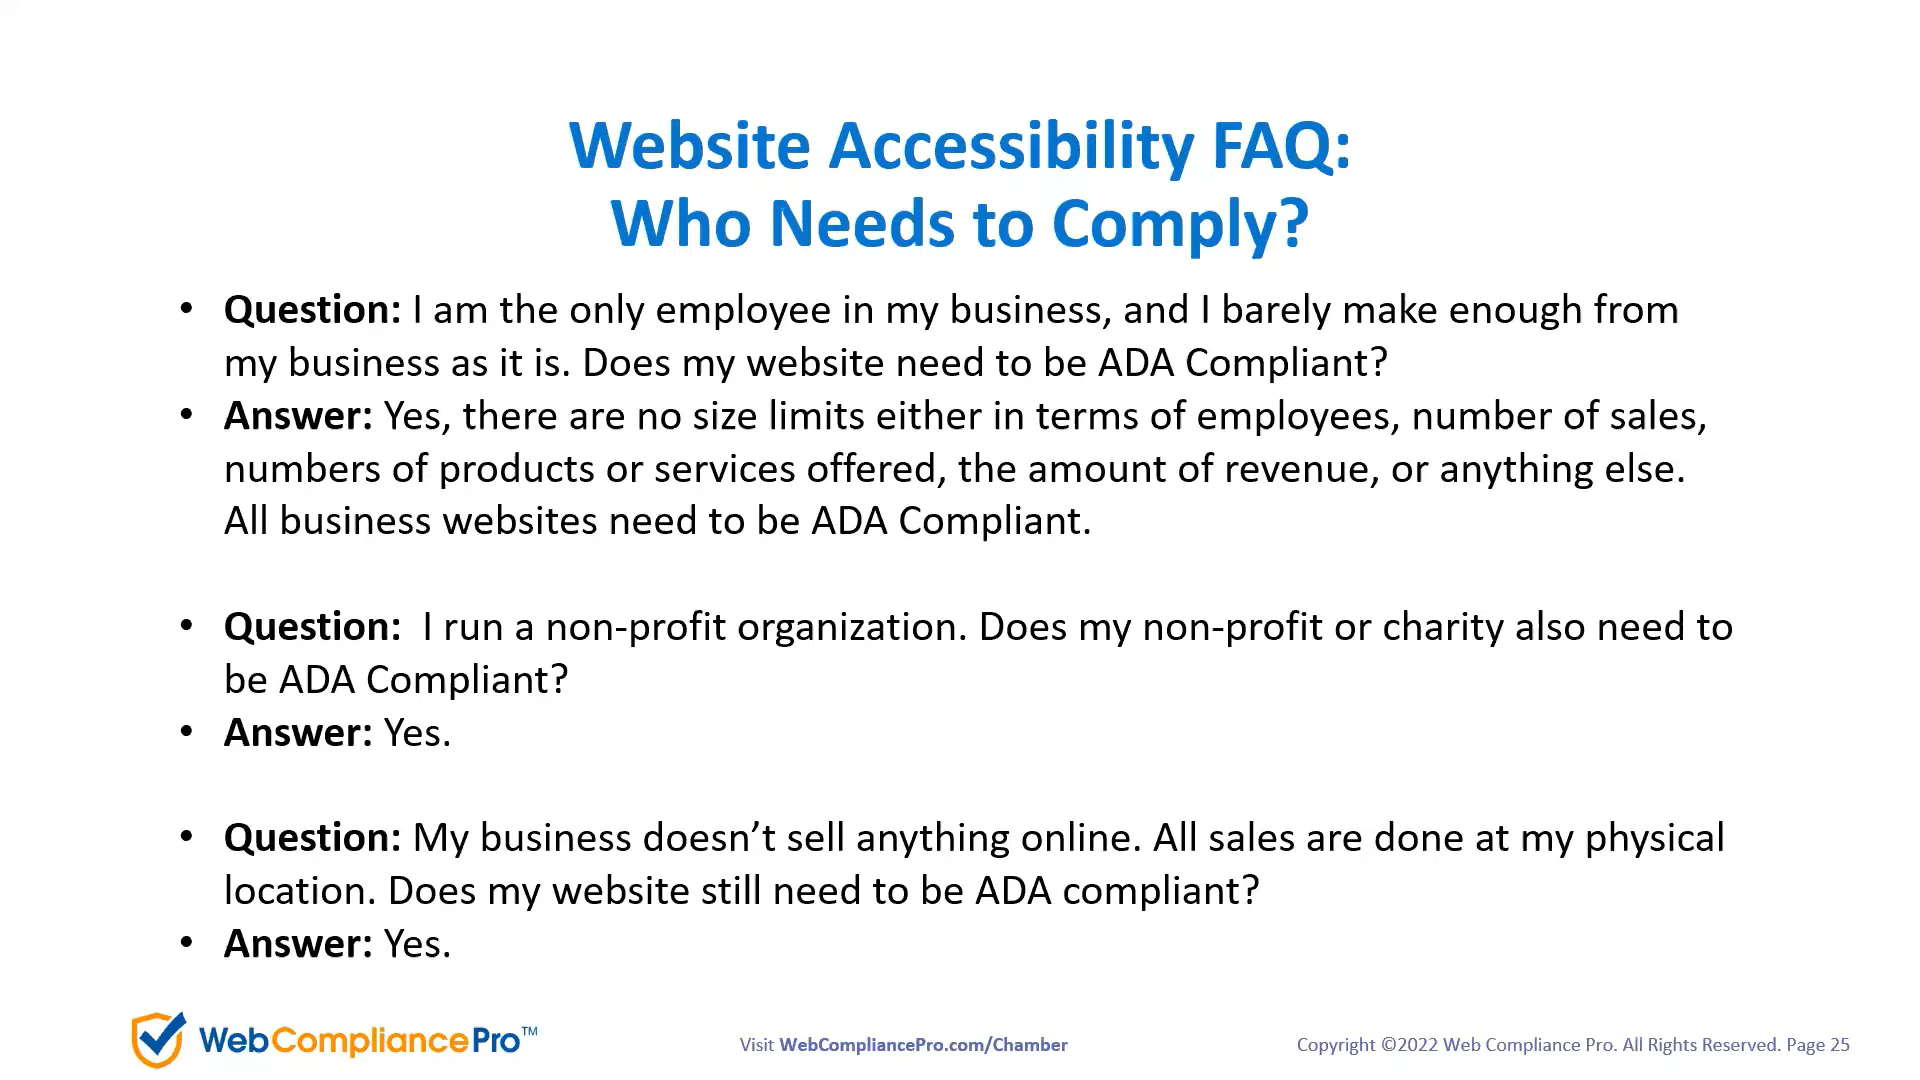 Website Accessibility FAQ:
Who Needs to Comply?
• Question: I am the only employee in my business, and I barely make enough from
my business as it is. Does my website need to be ADA Compliant?
• Answer: Yes, there are no size limits either in terms of employees, number of sales,
numbers of products or services offered, the amount of revenue, or anything else.
All business websites need to be ADA Compliant.
• Question:  I run a non-profit organization. Does my non-profit or charity also need to
be ADA Compliant?
• Answer: Yes.
• Question: My business doesn’t sell anything online. All sales are done at my physical
location. Does my website still need to be ADA compliant?
• Answer: Yes.
WebCompliancePro™
Visit WebCompliancePro.com/Chamber
Copyright ©2022 Web Compliance Pro. All Rights Reserved. Page 25